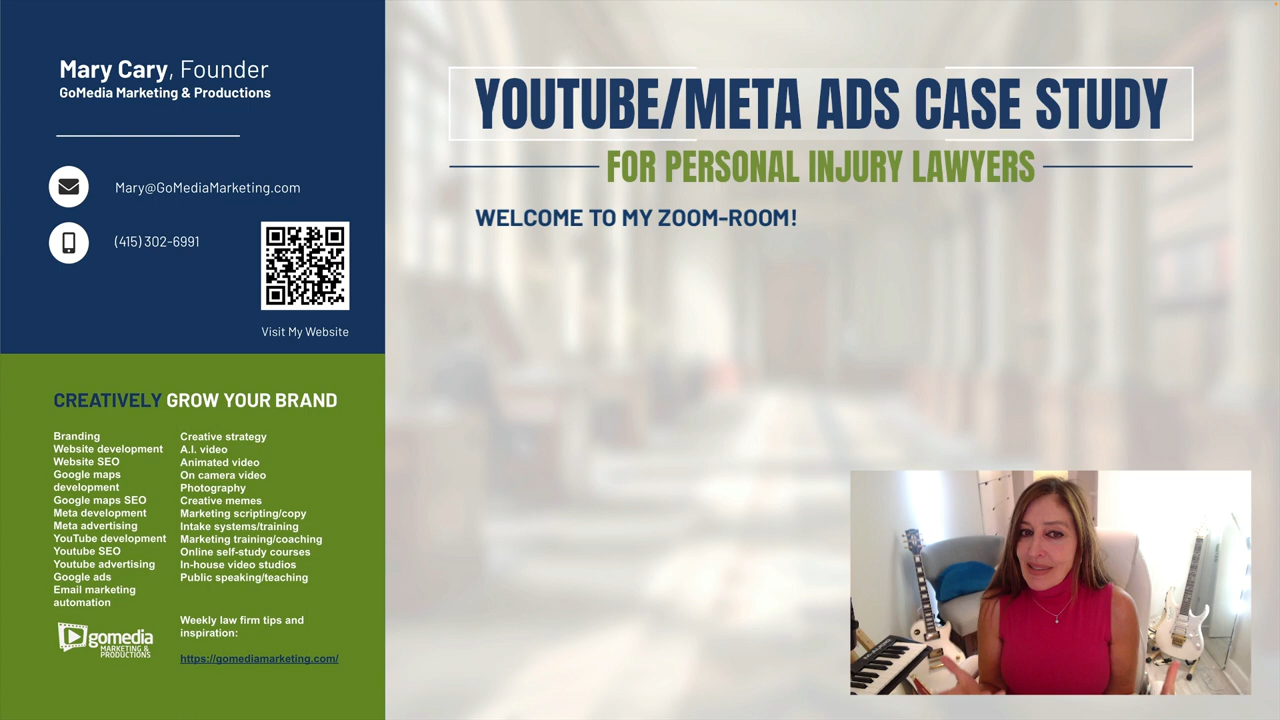 Mary Cary, Founder
GoMedia Marketing & Productions
Mary@GoMediaMarketing.com
(415) 302-6991
Visit My Website
CREATIVELY GROW YOUR BRAND
Branding
Website development
Website SEO
Google maps
development
Google maps SEO
Meta development
Meta advertising
YouTube development
Youtube SEO
Youtube advertising
Google ads
Email marketing
automation
Creative strategy
A.I. video
Animated video
On camera video
Photography
Creative memes
Marketing scripting/copy
Intake systems/training
Marketing training/coaching
Online self-study courses
In-house video studios
Public speaking/teaching
Weekly law firm tips and
inspiration:
https://gomediamarketing.com/
gomedia
MARKETING &
PRODUCTIONS
YOUTUBE/META ADS CASE STUDY
FOR PERSONAL INJURY LAWYERS
WELCOME TO MY ZOOM-ROOM!